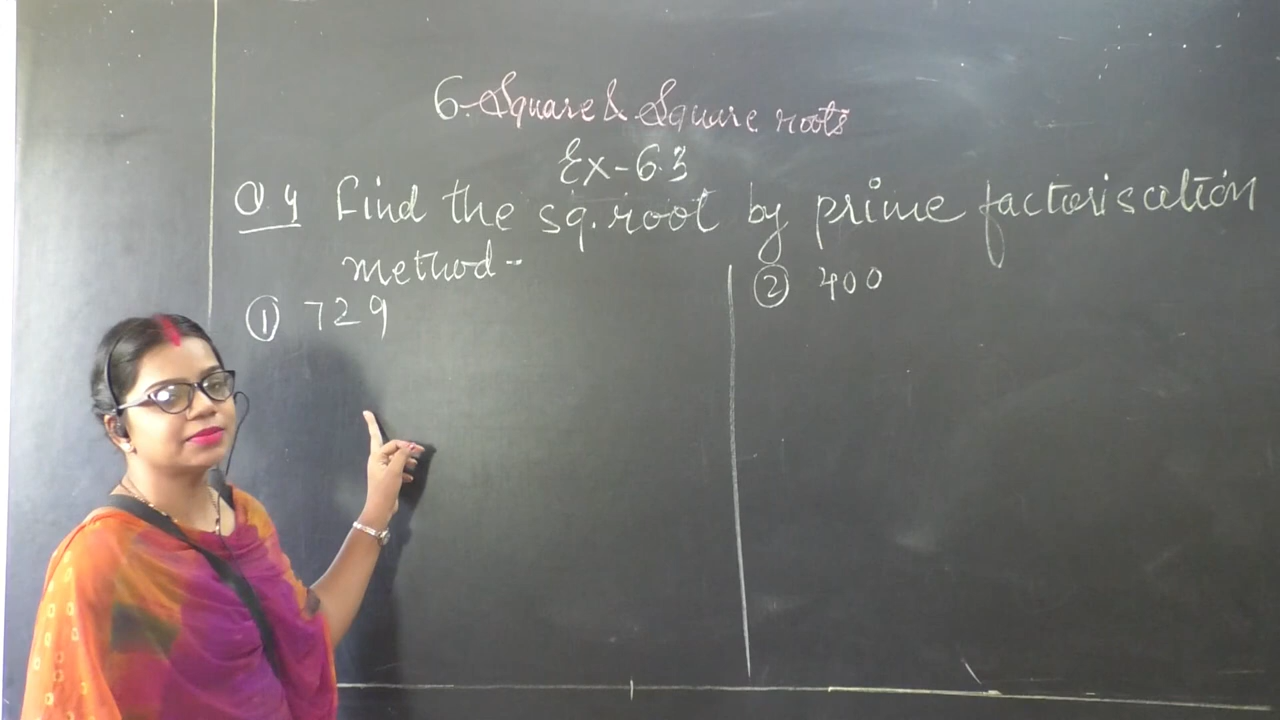 6. Square & Square roots
Ex-6.3
Q.4 Find the sq. root by prime factorisation
method--
① 729
② 400